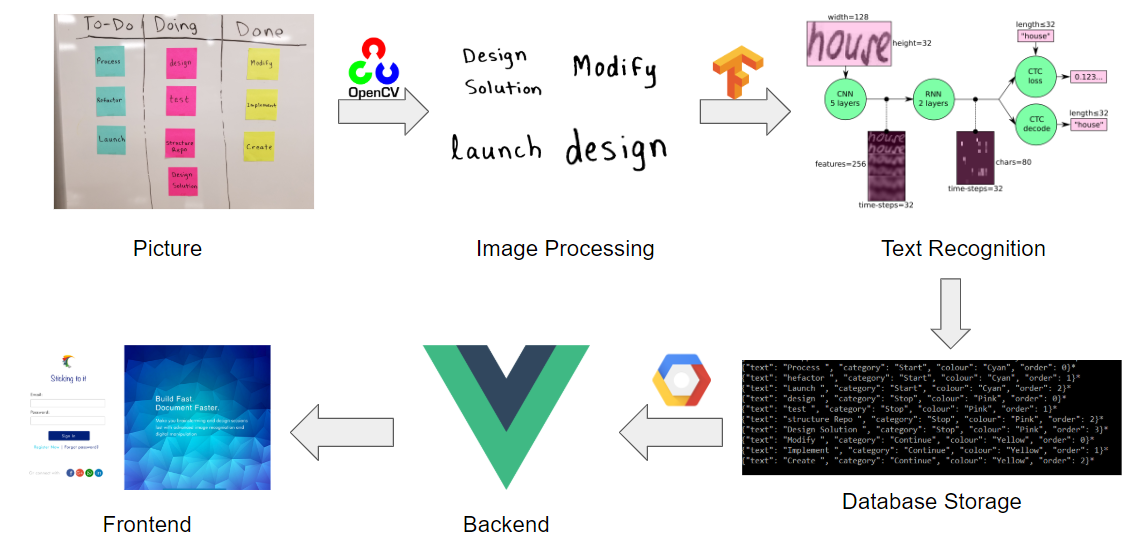 To-Do Doing Done
Process design Modify
Refactor test Implement
Launch Structure Repo Create
Design Solution
OpenCV
Design
Solution
Modify
launch design
width=128
house
height=32
CNN
5 layers
RNN
2 layers
features=256
time-steps=32
chars=80
time-steps=32
length≤32
"house"
CTC
loss
0.123...
CTC
decode
length≤32
"house"
Picture
Image Processing
Text Recognition
{"text": "Process ", "category": "Start", "colour": "Cyan", "order": 0}*
{"text": "hefactor ", "category": "Start", "colour": "Cyan", "order": 1}*
{"text": "Launch ", "category": "Start", "colour": "Cyan", "order": 2}*
{"text": "design ", "category": "Stop", "colour": "Pink", "order": 0}*
{"text": "test ", "category": "Stop", "colour": "Pink", "order": 1}*
{"text": "structure Repo ", "category": "Stop", "colour": "Pink", "order": 2}*
{"text": "Design Solution ", "category": "Stop", "colour": "Pink", "order": 3}*
{"text": "Modify ", "category": "Continue", "colour": "Yellow", "order": 0}*
{"text": "Implement ", "category": "Continue", "colour": "Yellow", "order": 1}*
{"text": "Create ", "category": "Continue", "colour": "Yellow", "order": 2}*
Database Storage
Sticking to it
Email:
Password:
Sign In
Register Now | Forgot password?
Build Fast.
Document Faster.
digital manipulation
Frontend
Backend